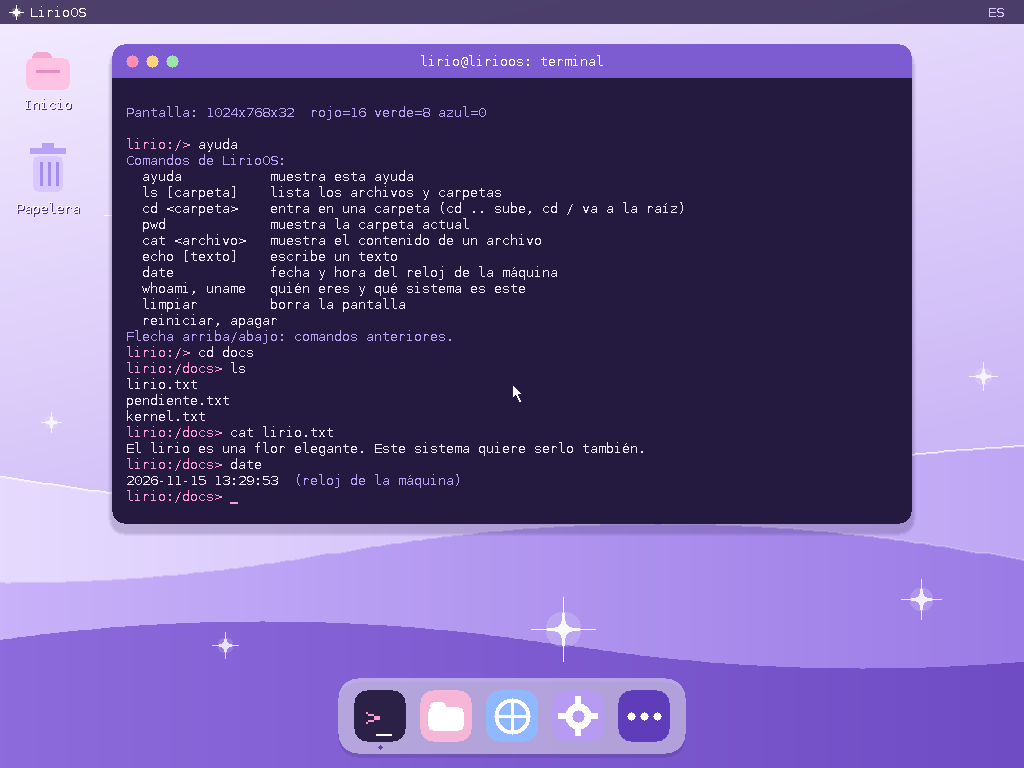 LirioOS
ES
Inicio
Papelera
lirio@lirioos: terminal
Pantalla: 1024x768x32  rojo=16 verde=8 azul=0
lirio:/> ayuda
Comandos de LirioOS:
  ayuda           muestra esta ayuda
  ls [carpeta]    lista los archivos y carpetas
  cd <carpeta>    entra en una carpeta (cd .. sube, cd / va a la raíz)
  pwd             muestra la carpeta actual
  cat <archivo>   muestra el contenido de un archivo
  echo [texto]    escribe un texto
  date            fecha y hora del reloj de la máquina
  whoami, uname   quién eres y qué sistema es este
  limpiar         borra la pantalla
  reiniciar, apagar
Flecha arriba/abajo: comandos anteriores.
lirio:/> cd docs
lirio:/docs> ls
lirio.txt
pendiente.txt
kernel.txt
lirio:/docs> cat lirio.txt
El lirio es una flor elegante. Este sistema quiere serlo también.
lirio:/docs> date
2026-11-15 13:29:53  (reloj de la máquina)
lirio:/docs> _
>_